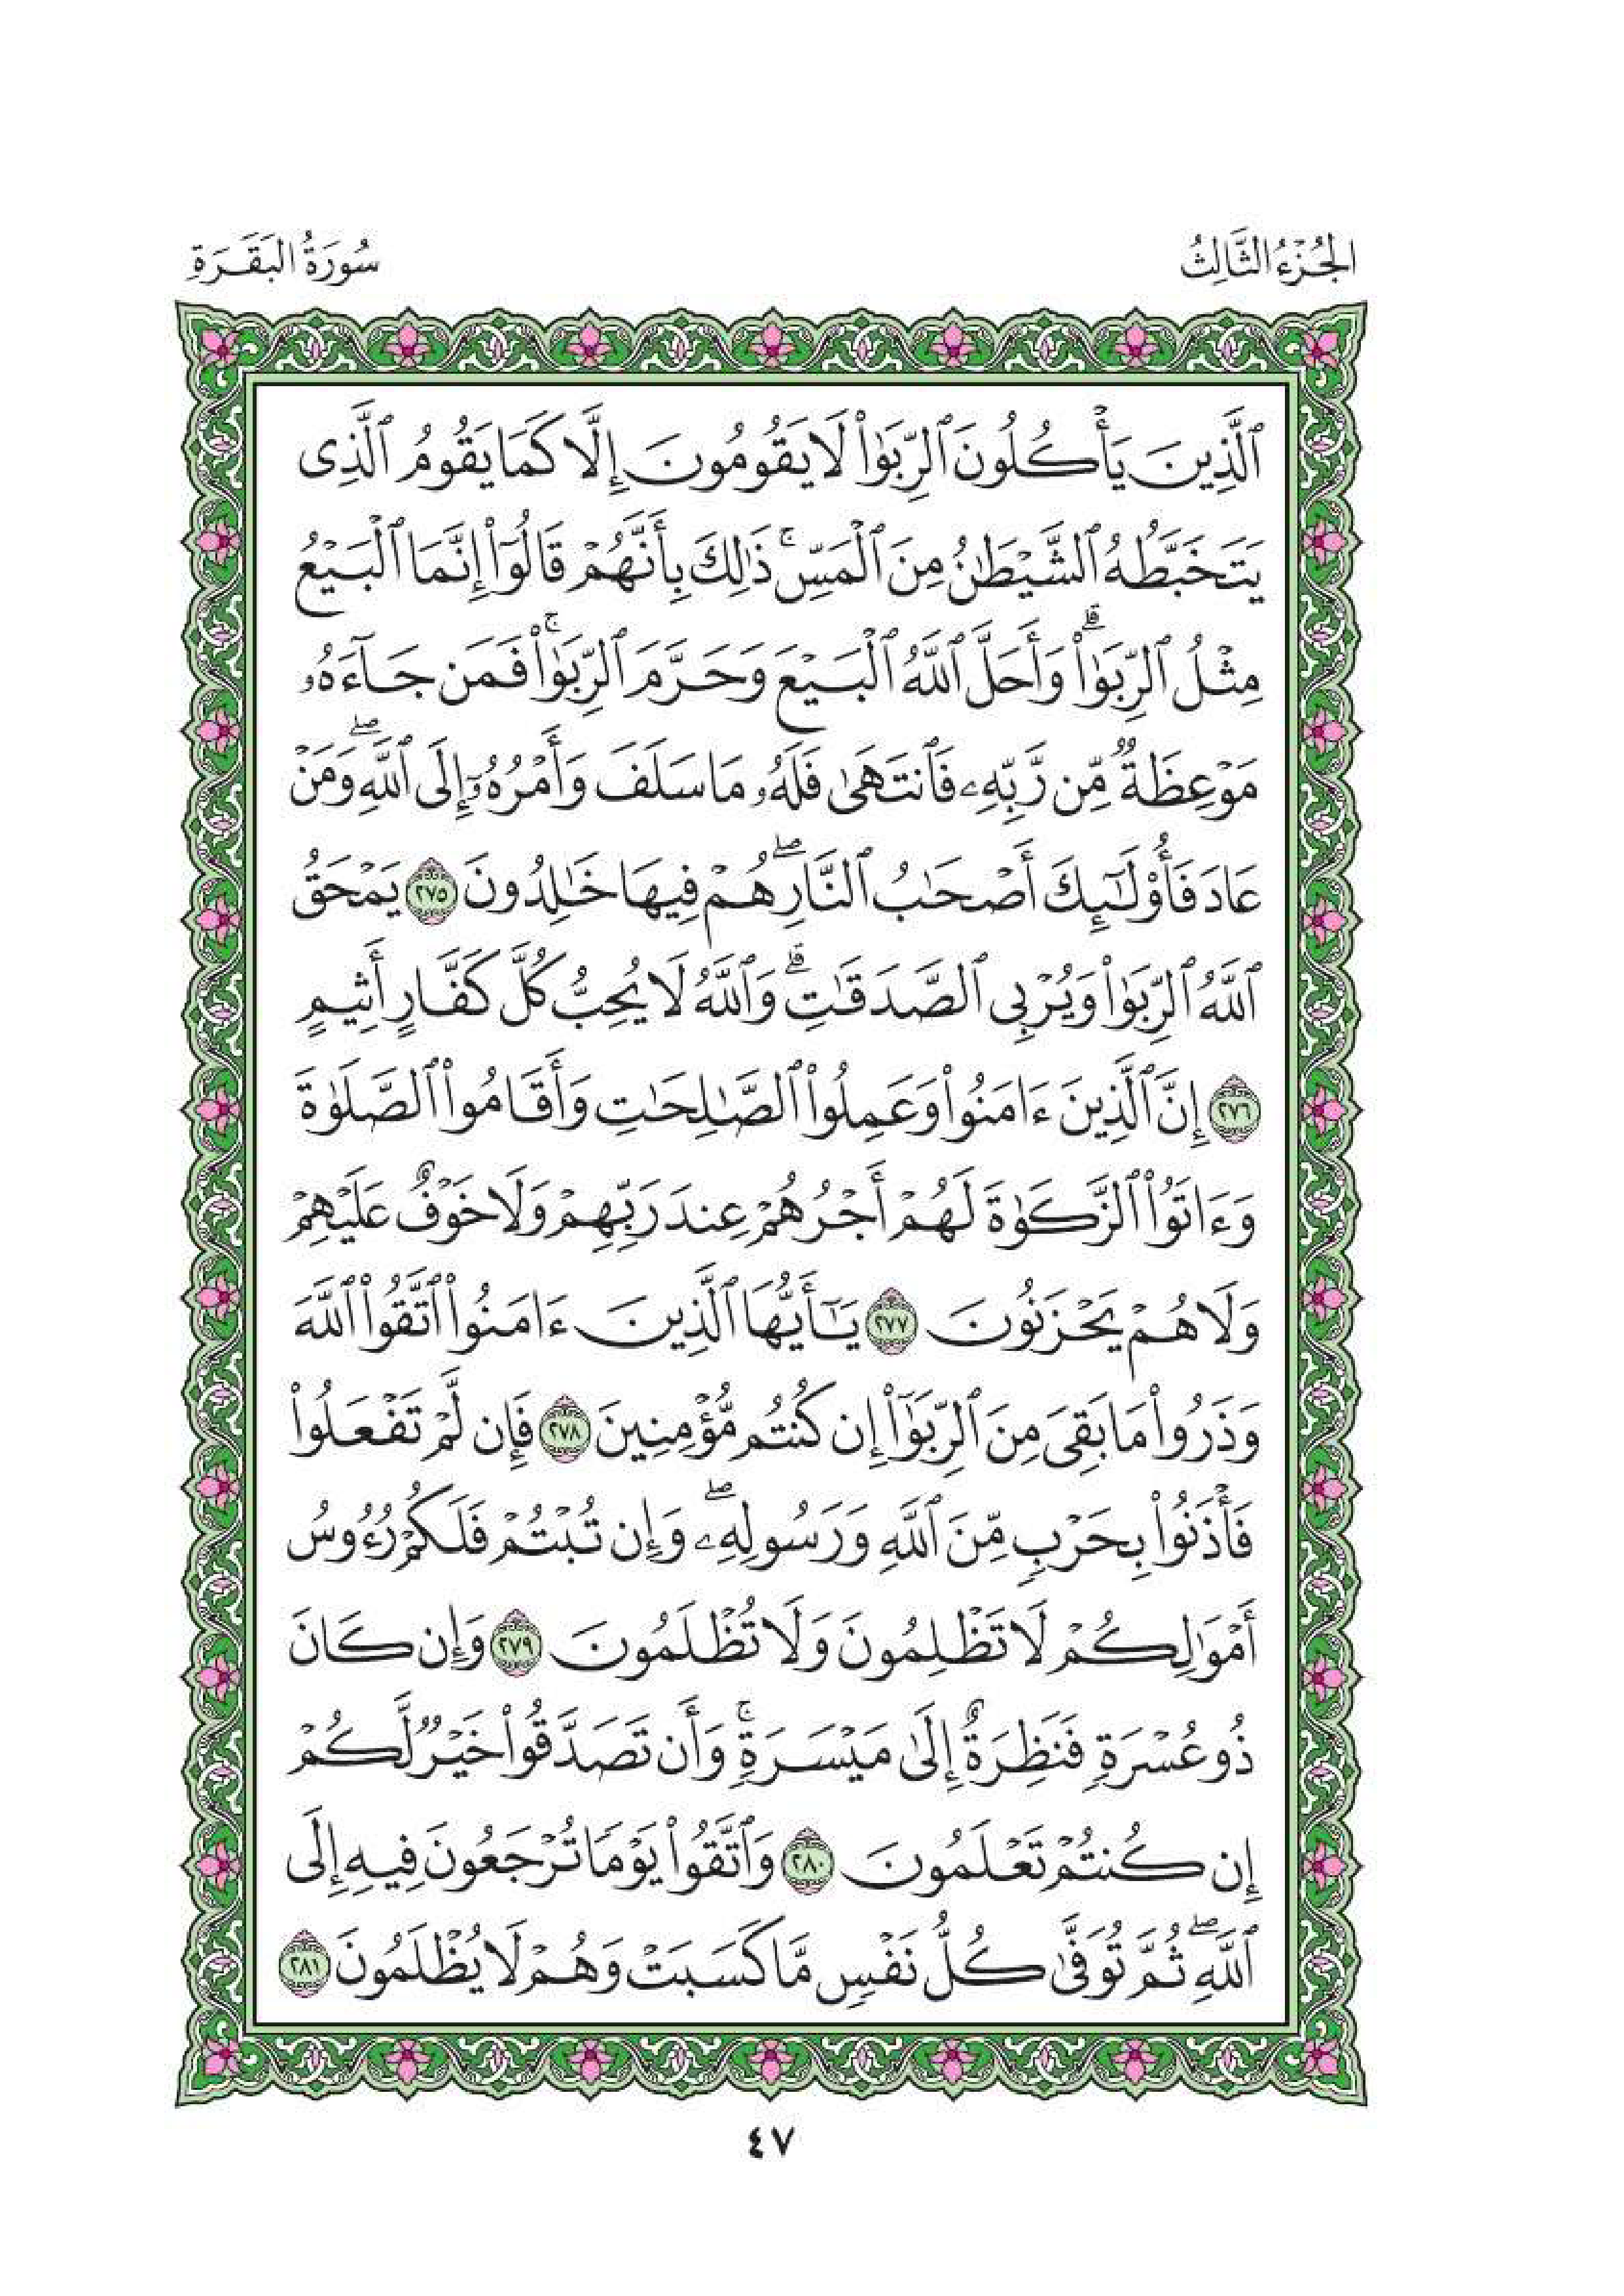 الجُزْءُ الثَّالِثُ
سُورَةُ البَقَرَةِ
ٱلَّذِينَ يَأْكُلُونَ ٱلرِّبَوٰا۟ لَا يَقُومُونَ إِلَّا كَمَا يَقُومُ ٱلَّذِى
يَتَخَبَّطُهُ ٱلشَّيْطَٰنُ مِنَ ٱلْمَسِّ ۚ ذَٰلِكَ بِأَنَّهُمْ قَالُوٓا۟ إِنَّمَا ٱلْبَيْعُ
مِثْلُ ٱلرِّبَوٰا۟ ۗ وَأَحَلَّ ٱللَّهُ ٱلْبَيْعَ وَحَرَّمَ ٱلرِّبَوٰا۟ ۚ فَمَن جَآءَهُۥ
مَوْعِظَةٌ مِّن رَّبِّهِۦ فَٱنتَهَىٰ فَلَهُۥ مَا سَلَفَ وَأَمْرُهُۥٓ إِلَى ٱللَّهِ ۖ وَمَنْ
عَادَ فَأُو۟لَٰٓئِكَ أَصْحَٰبُ ٱلنَّارِ ۖ هُمْ فِيهَا خَٰلِدُونَ ٢٧٥ يَمْحَقُ
ٱللَّهُ ٱلرِّبَوٰا۟ وَيُرْبِى ٱلصَّدَقَٰتِ ۗ وَٱللَّهُ لَا يُحِبُّ كُلَّ كَفَّارٍ أَثِيمٍ
٢٧٦ إِنَّ ٱلَّذِينَ ءَامَنُوا۟ وَعَمِلُوا۟ ٱلصَّٰلِحَٰتِ وَأَقَامُوا۟ ٱلصَّلَوٰةَ
وَءَاتَوُا۟ ٱلزَّكَوٰةَ لَهُمْ أَجْرُهُمْ عِندَ رَبِّهِمْ وَلَا خَوْفٌ عَلَيْهِمْ
وَلَا هُمْ يَحْزَنُونَ ٢٧٧ يَٰٓأَيُّهَا ٱلَّذِينَ ءَامَنُوا۟ ٱتَّقُوا۟ ٱللَّهَ
وَذَرُوا۟ مَا بَقِىَ مِنَ ٱلرِّبَوٰٓا۟ إِن كُنتُم مُّؤْمِنِينَ ٢٧٨ فَإِن لَّمْ تَفْعَلُوا۟
فَأْذَنُوا۟ بِحَرْبٍ مِّنَ ٱللَّهِ وَرَسُولِهِۦ ۖ وَإِن تُبْتُمْ فَلَكُمْ رُءُوسُ
أَمْوَٰلِكُمْ لَا تَظْلِمُونَ وَلَا تُظْلَمُونَ ٢٧٩ وَإِن كَانَ
ذُو عُسْرَةٍ فَنَظِرَةٌ إِلَىٰ مَيْسَرَةٍ ۚ وَأَن تَصَدَّقُوا۟ خَيْرٌ لَّكُمْ
إِن كُنتُمْ تَعْلَمُونَ ٢٨٠ وَٱتَّقُوا۟ يَوْمًا تُرْجَعُونَ فِيهِ إِلَى
ٱللَّهِ ۖ ثُمَّ تُوَفَّىٰ كُلُّ نَفْسٍ مَّا كَسَبَتْ وَهُمْ لَا يُظْلَمُونَ ٢٨١
٤٧